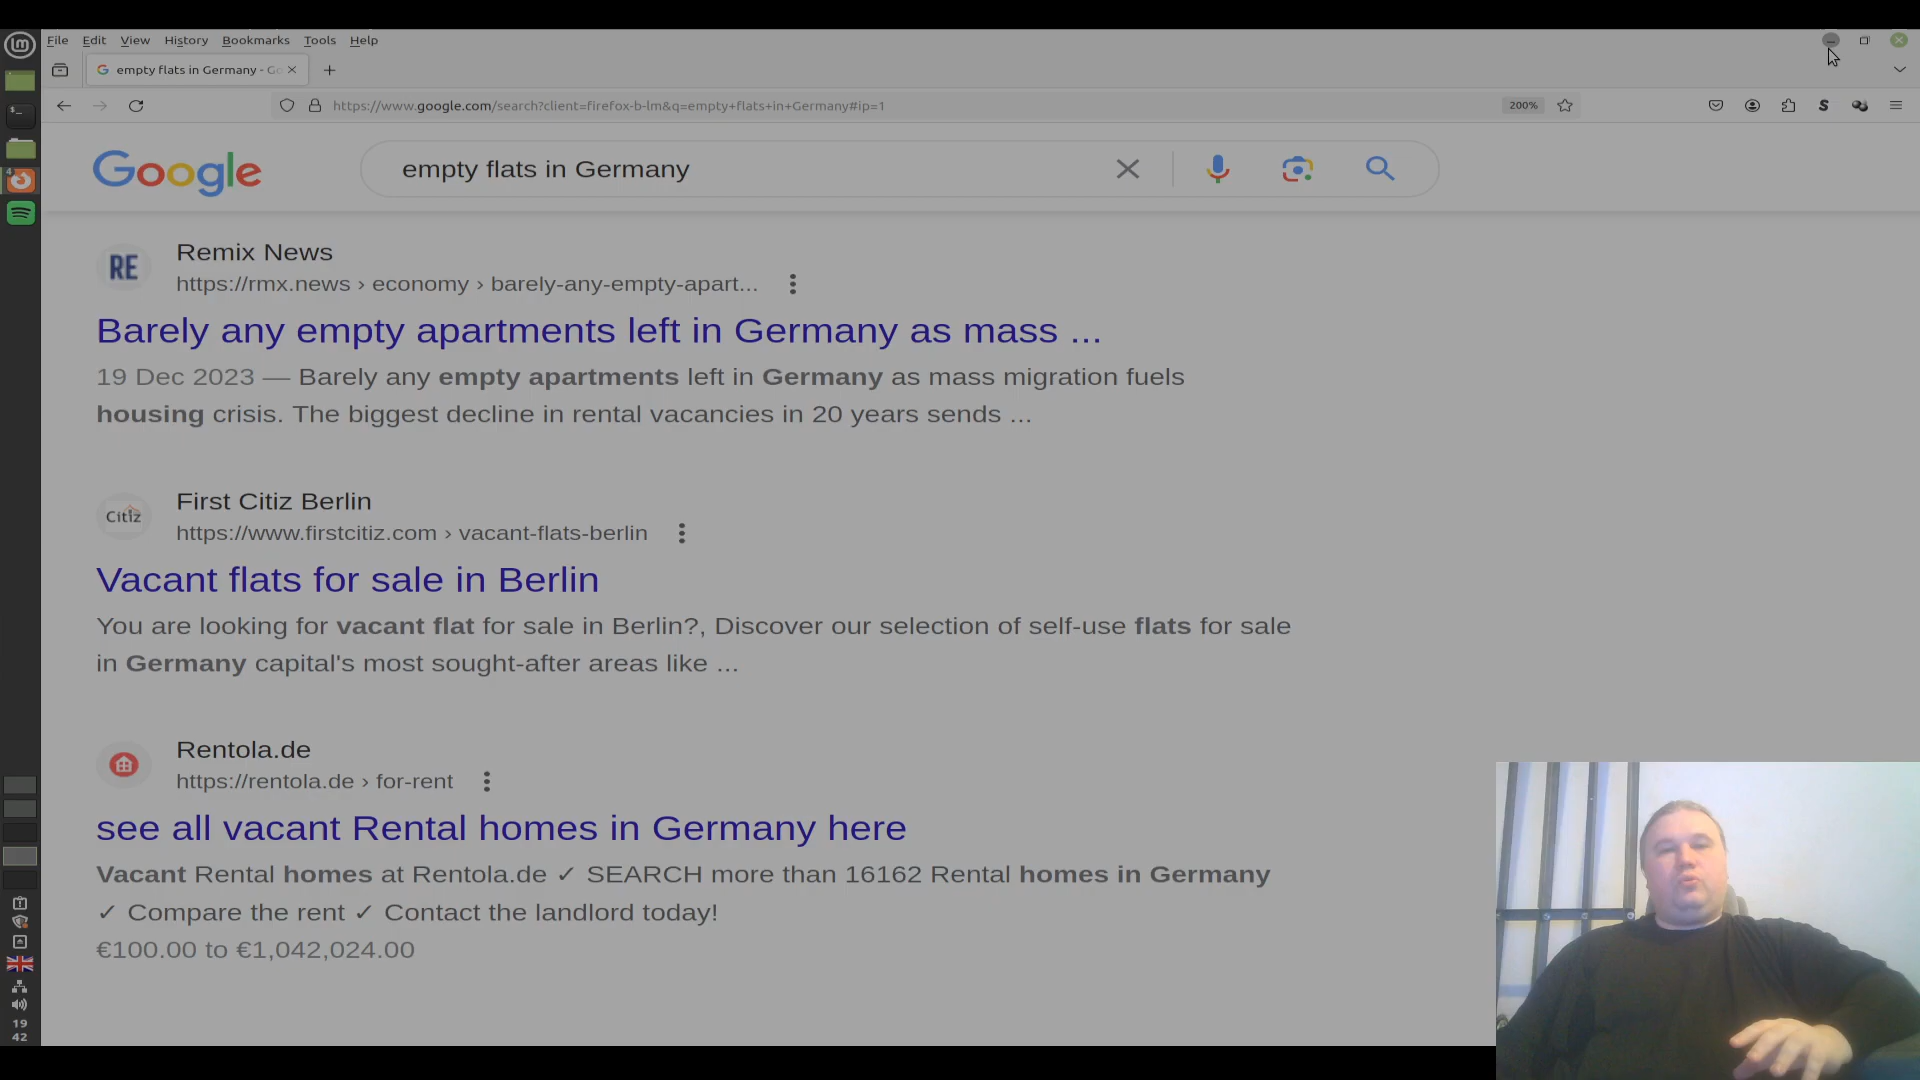 File Edit View History Bookmarks Tools Help
empty flats in Germany - Go
https://www.google.com/search?client=firefox-b-lm&q=empty+flats+in+Germany#ip=1
200%
S
Google
empty flats in Germany
RE
Remix News
https://rmx.news › economy › barely-any-empty-apart...
Barely any empty apartments left in Germany as mass ...
19 Dec 2023 — Barely any empty apartments left in Germany as mass migration fuels
housing crisis. The biggest decline in rental vacancies in 20 years sends ...
Citiz
First Citiz Berlin
https://www.firstcitiz.com › vacant-flats-berlin
Vacant flats for sale in Berlin
You are looking for vacant flat for sale in Berlin?, Discover our selection of self-use flats for sale
in Germany capital's most sought-after areas like ...
Rentola.de
https://rentola.de › for-rent
see all vacant Rental homes in Germany here
Vacant Rental homes at Rentola.de ✓ SEARCH more than 16162 Rental homes in Germany
✓ Compare the rent ✓ Contact the landlord today!
€100.00 to €1,042,024.00
19
42